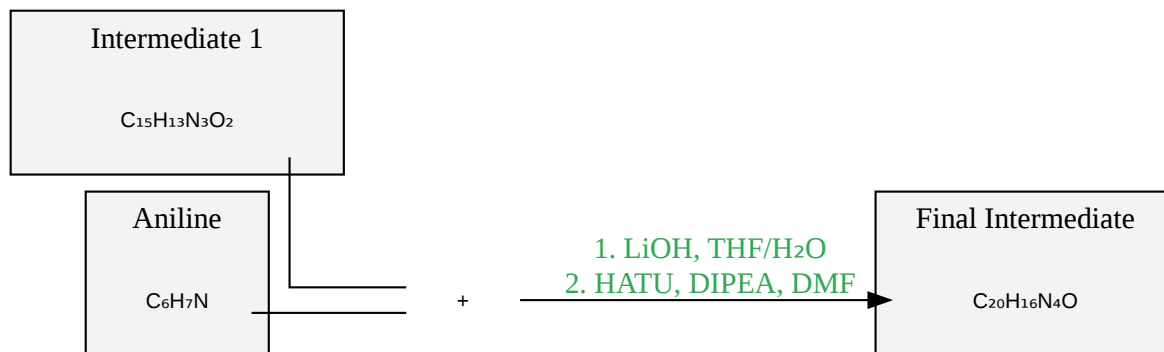 Intermediate 1
C₁₅H₁₃N₃O₂
Aniline
C₆H₇N
+
1. LiOH, THF/H₂O
2. HATU, DIPEA, DMF
Final Intermediate
C₂₀H₁₆N₄O